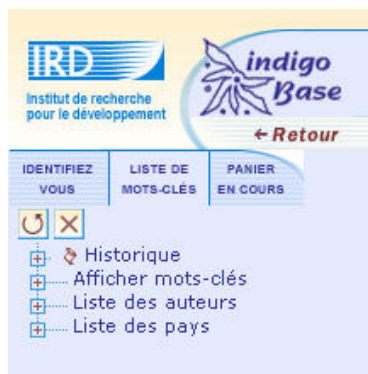 IRD
Institut de recherche
pour le développement
indigo
Base
←Retour
IDENTIFIEZ
VOUS
LISTE DE
MOTS-CLÉS
PANIER
EN COURS
Historique
Afficher mots-clés
Liste des auteurs
Liste des pays